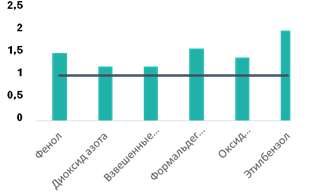 2,5
2
1,5
1
0,5
0
Фенол
Диоксид азота
Взвешенные…
Формальдег…
Оксид…
Этилбензол